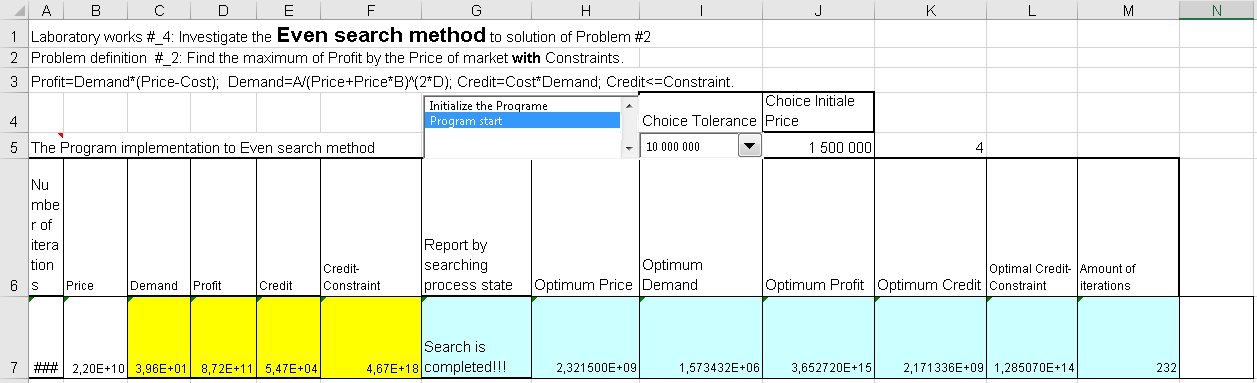 A B C D E F G H I J K L M N
1 Laboratory works #_4: Investigate the Even search method to solution of Problem #2
2 Problem definition #_2: Find the maximum of Profit by the Price of market with Constraints.
3 Profit=Demand*(Price-Cost); Demand=A/(Price+Price*B)^(2*D); Credit=Cost*Demand; Credit<=Constraint.
Initialize the Programe
Program start
4 Choice Tolerance Choice Initiale
Price
5 The Program implementation to Even search method 10 000 000 1 500 000 4
Nu
mbe
r of
itera
tion
s
6 Price Demand Profit Credit
Credit-
Constraint
Report by
searching
process state
Optimum Price
Optimum
Demand
Optimum Profit Optimum Credit
Optimal Credit-
Constraint
Amount of
iterations
7 ### 2,20E+10 3,96E+01 8,72E+11 5,47E+04 4,67E+18
Search is
completed!!!
2,321500E+09 1,573432E+06 3,652720E+15 2,171336E+09 1,285070E+14 232